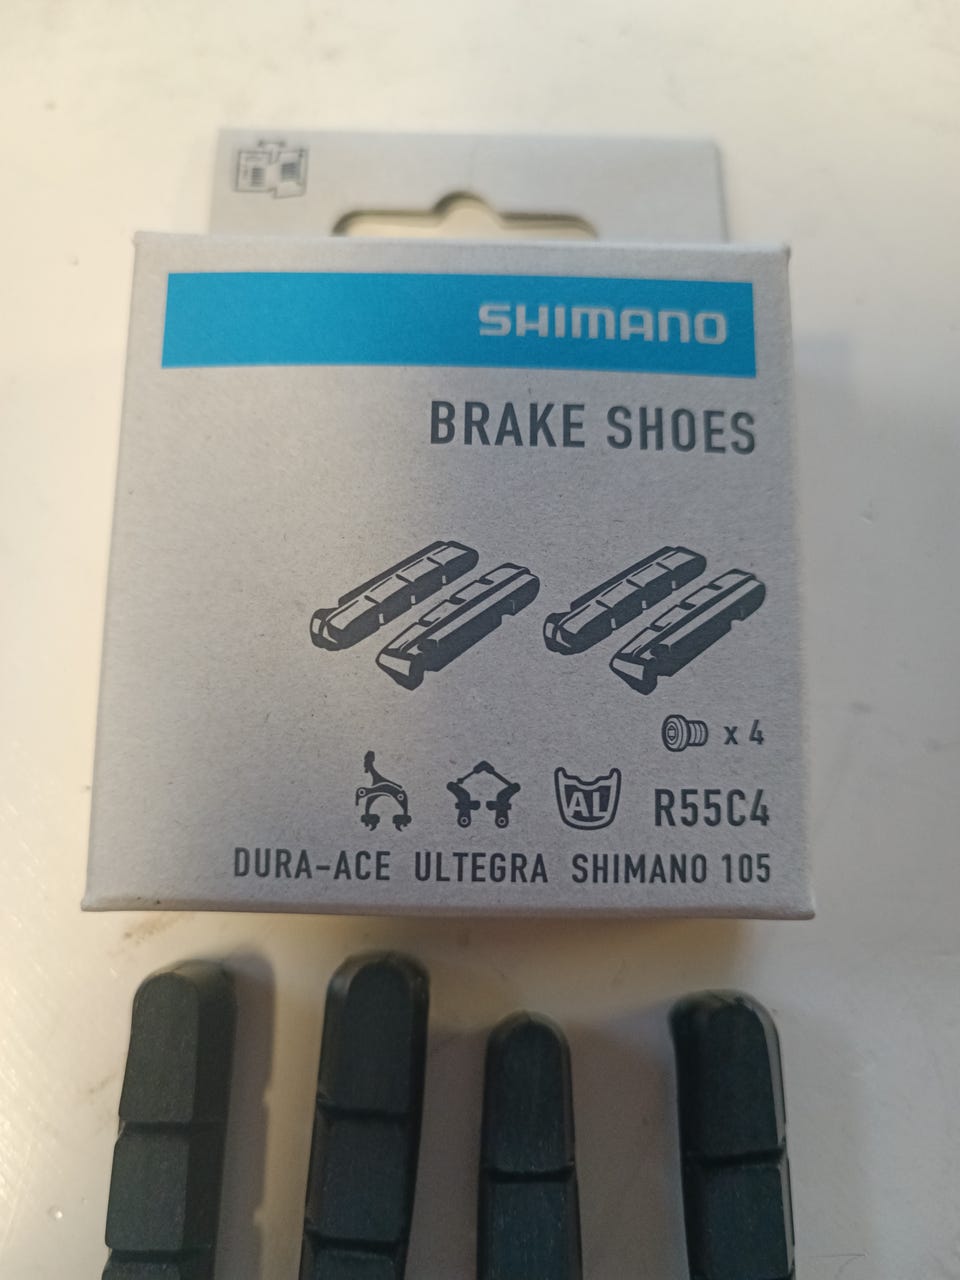 SHIMANO
BRAKE SHOES
x 4
AL
R55C4
DURA-ACE ULTEGRA SHIMANO 105